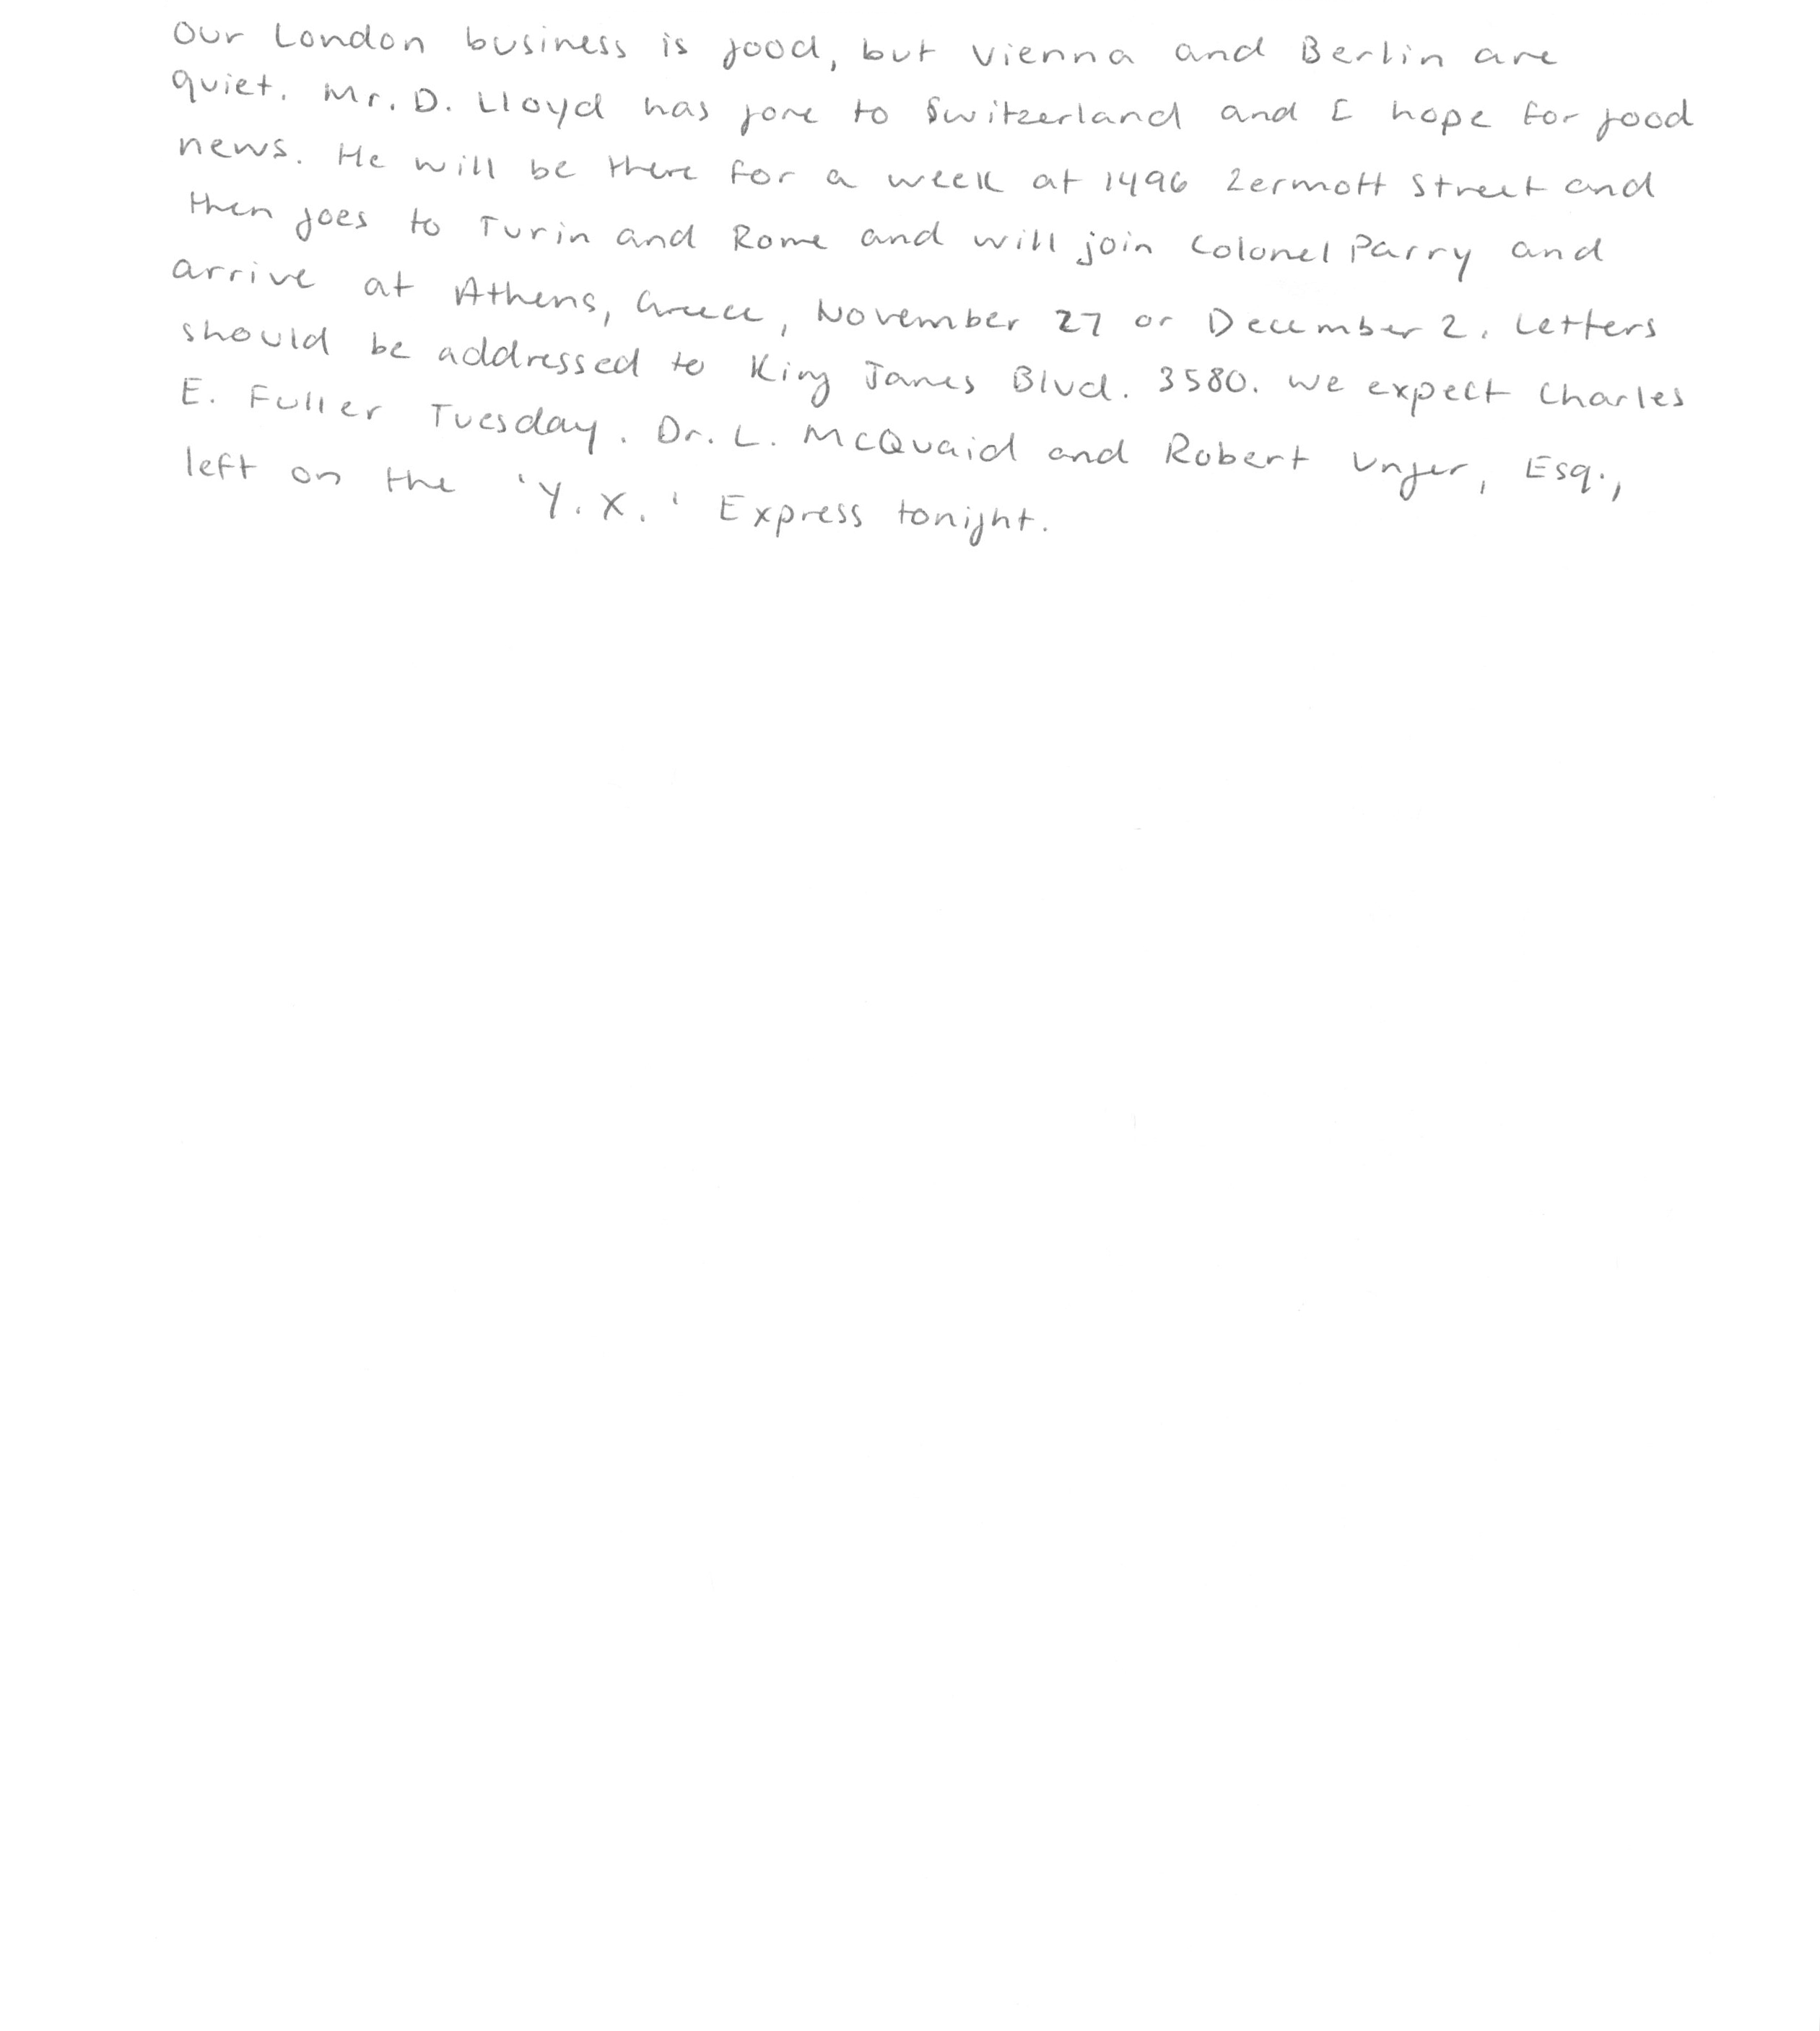 Our London business is good, but Vienna and Berlin are
quiet. Mr. D. Lloyd has gone to Switzerland and I hope for good
news. He will be there for a week at 1496 Zermott Street and
then goes to Turin and Rome and will join Colonel Parry and
arrive at Athens, Greece, November 27 or December 2. Letters
should be addressed to King James Blvd. 3580. We expect Charles
E. Fuller Tuesday. Dr. L. McQuaid and Robert Unger, Esq.,
left on the 'Y.X.' Express tonight.